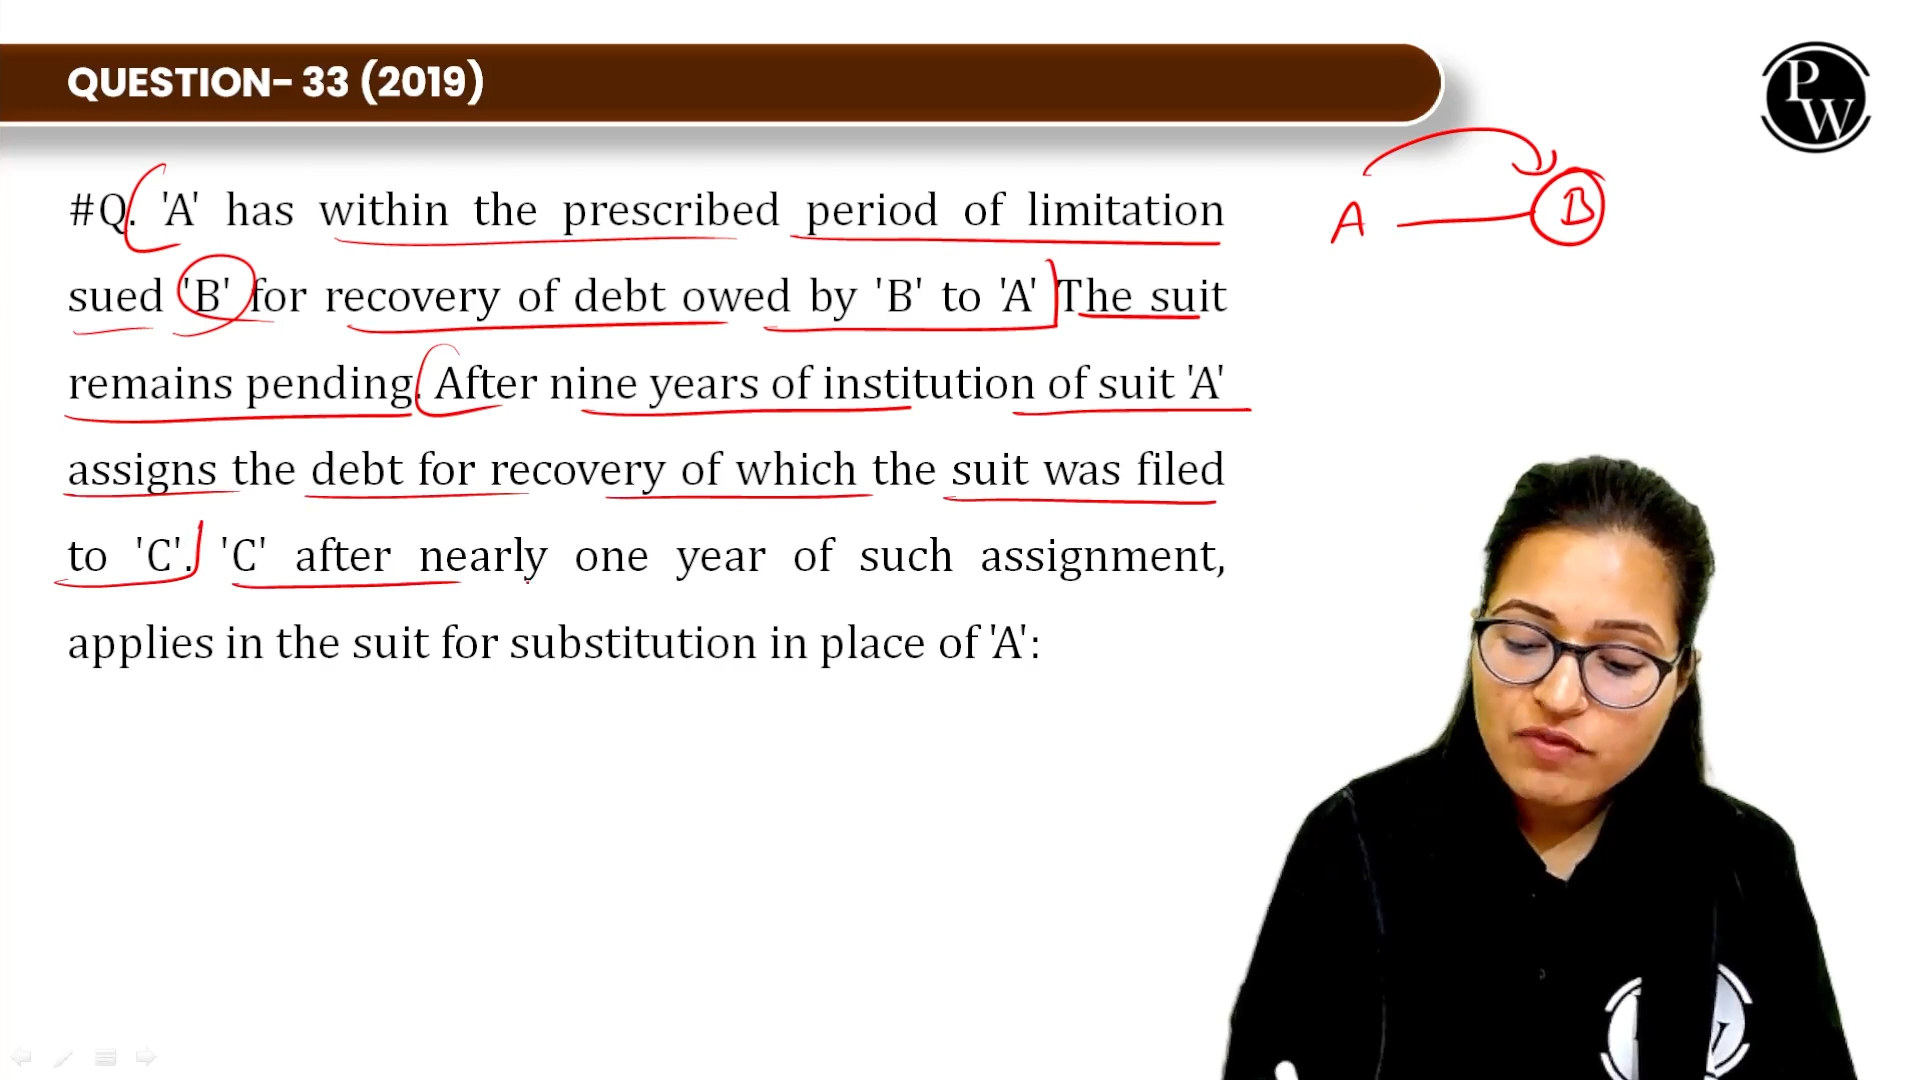 QUESTION- 33 (2019)
P
W
#Q. 'A' has within the prescribed period of limitation
sued 'B' for recovery of debt owed by 'B' to 'A' The suit
remains pending. After nine years of institution of suit 'A'
assigns the debt for recovery of which the suit was filed
to 'C'. 'C' after nearly one year of such assignment,
applies in the suit for substitution in place of 'A':
A
B